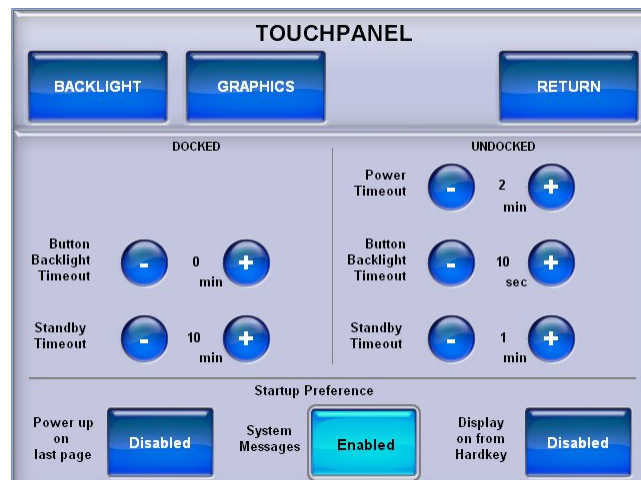 TOUCHPANEL
BACKLIGHT
GRAPHICS
RETURN
DOCKED
Button
Backlight
Timeout
-
0
min
+
Standby
Timeout
-
10
min
+
UNDOCKED
Power
Timeout
-
2
min
+
Button
Backlight
Timeout
-
10
sec
+
Standby
Timeout
-
1
min
+
Startup Preference
Power up
on
last page
Disabled
System
Messages
Enabled
Display
on from
Hardkey
Disabled